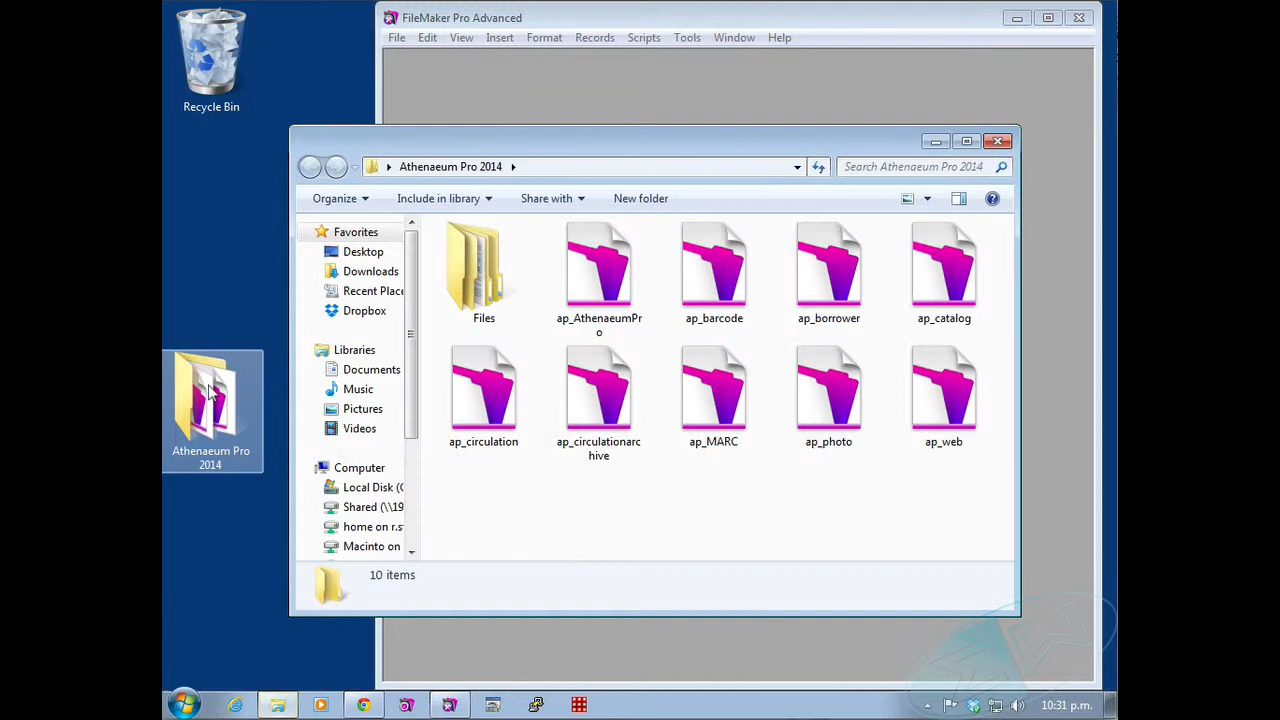 FileMaker Pro Advanced
File Edit View Insert Format Records Scripts Tools Window Help
Recycle Bin
Athenaeum Pro 2014
Search Athenaeum Pro 2014
Organize Include in library Share with New folder
Favorites
Desktop
Downloads
Recent Place
Dropbox
Libraries
Documents
Music
Pictures
Videos
Computer
Local Disk (C
Shared (\\19
home on r.s
Macinto on
Files
ap_AthenaeumPr
o
ap_barcode
ap_borrower
ap_catalog
ap_circulation
ap_circulationarc
hive
ap_MARC
ap_photo
ap_web
10 items
Athenaeum Pro
2014
10:31 p.m.